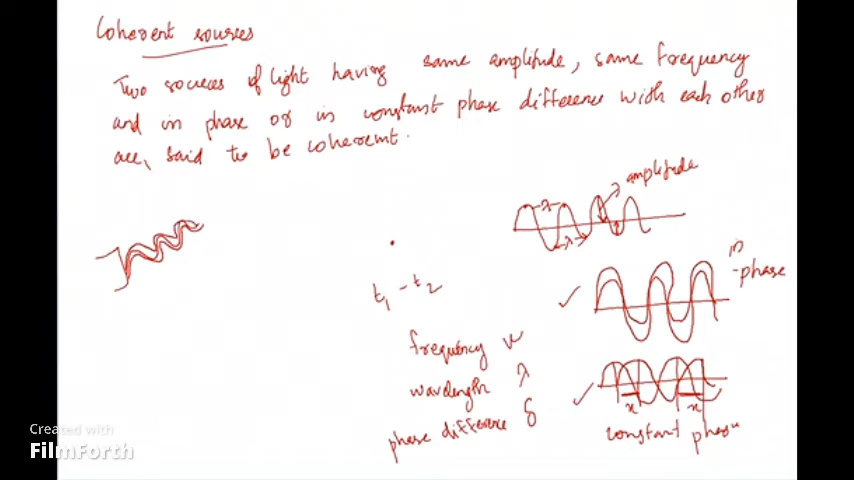 Coherent sources
Two sources of light having same amplitude, same frequency
and in phase or in constant phase difference with each other
are, said to be coherent.
amplitude
λ
λ
in
-phase
t1 - t2
frequency ν
wavelength λ
phase difference δ
x
x
constant phase
Created with
FilmForth